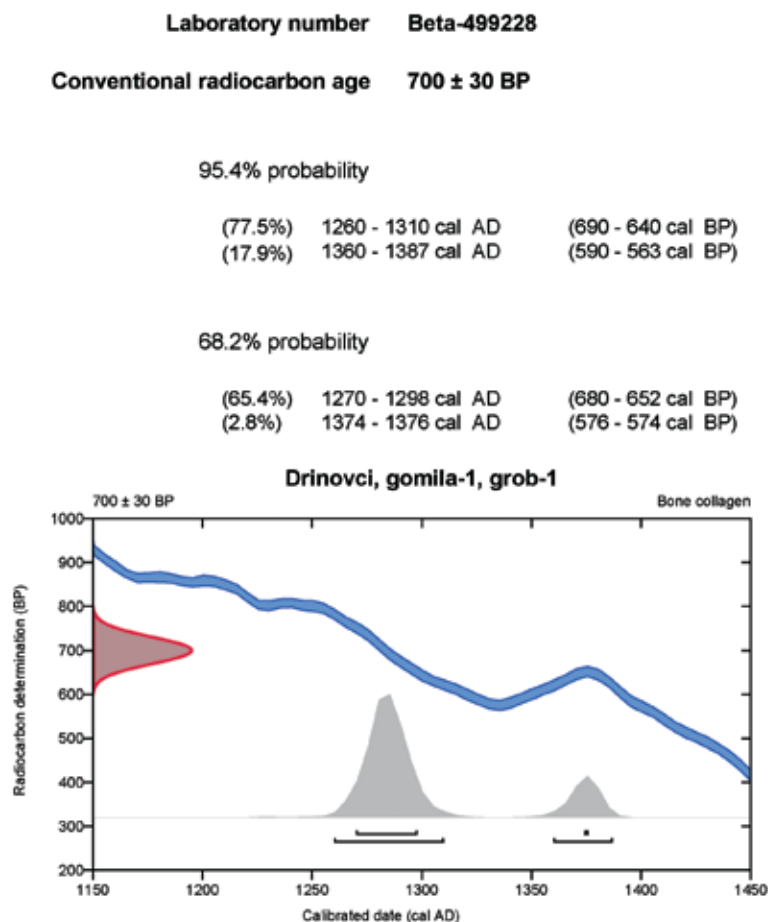 Laboratory number Beta-499228
Conventional radiocarbon age 700 ± 30 BP
95.4% probability
(77.5%) 1260 - 1310 cal AD (690 - 640 cal BP)
(17.9%) 1360 - 1387 cal AD (590 - 563 cal BP)
68.2% probability
(65.4%) 1270 - 1298 cal AD (680 - 652 cal BP)
(2.8%) 1374 - 1376 cal AD (576 - 574 cal BP)
Drinovci, gomila-1, grob-1
700 ± 30 BP Bone collagen
Radiocarbon determination (BP)
1000
900
800
700
600
500
400
300
200
1150 1200 1250 1300 1350 1400 1450
Calibrated date (cal AD)